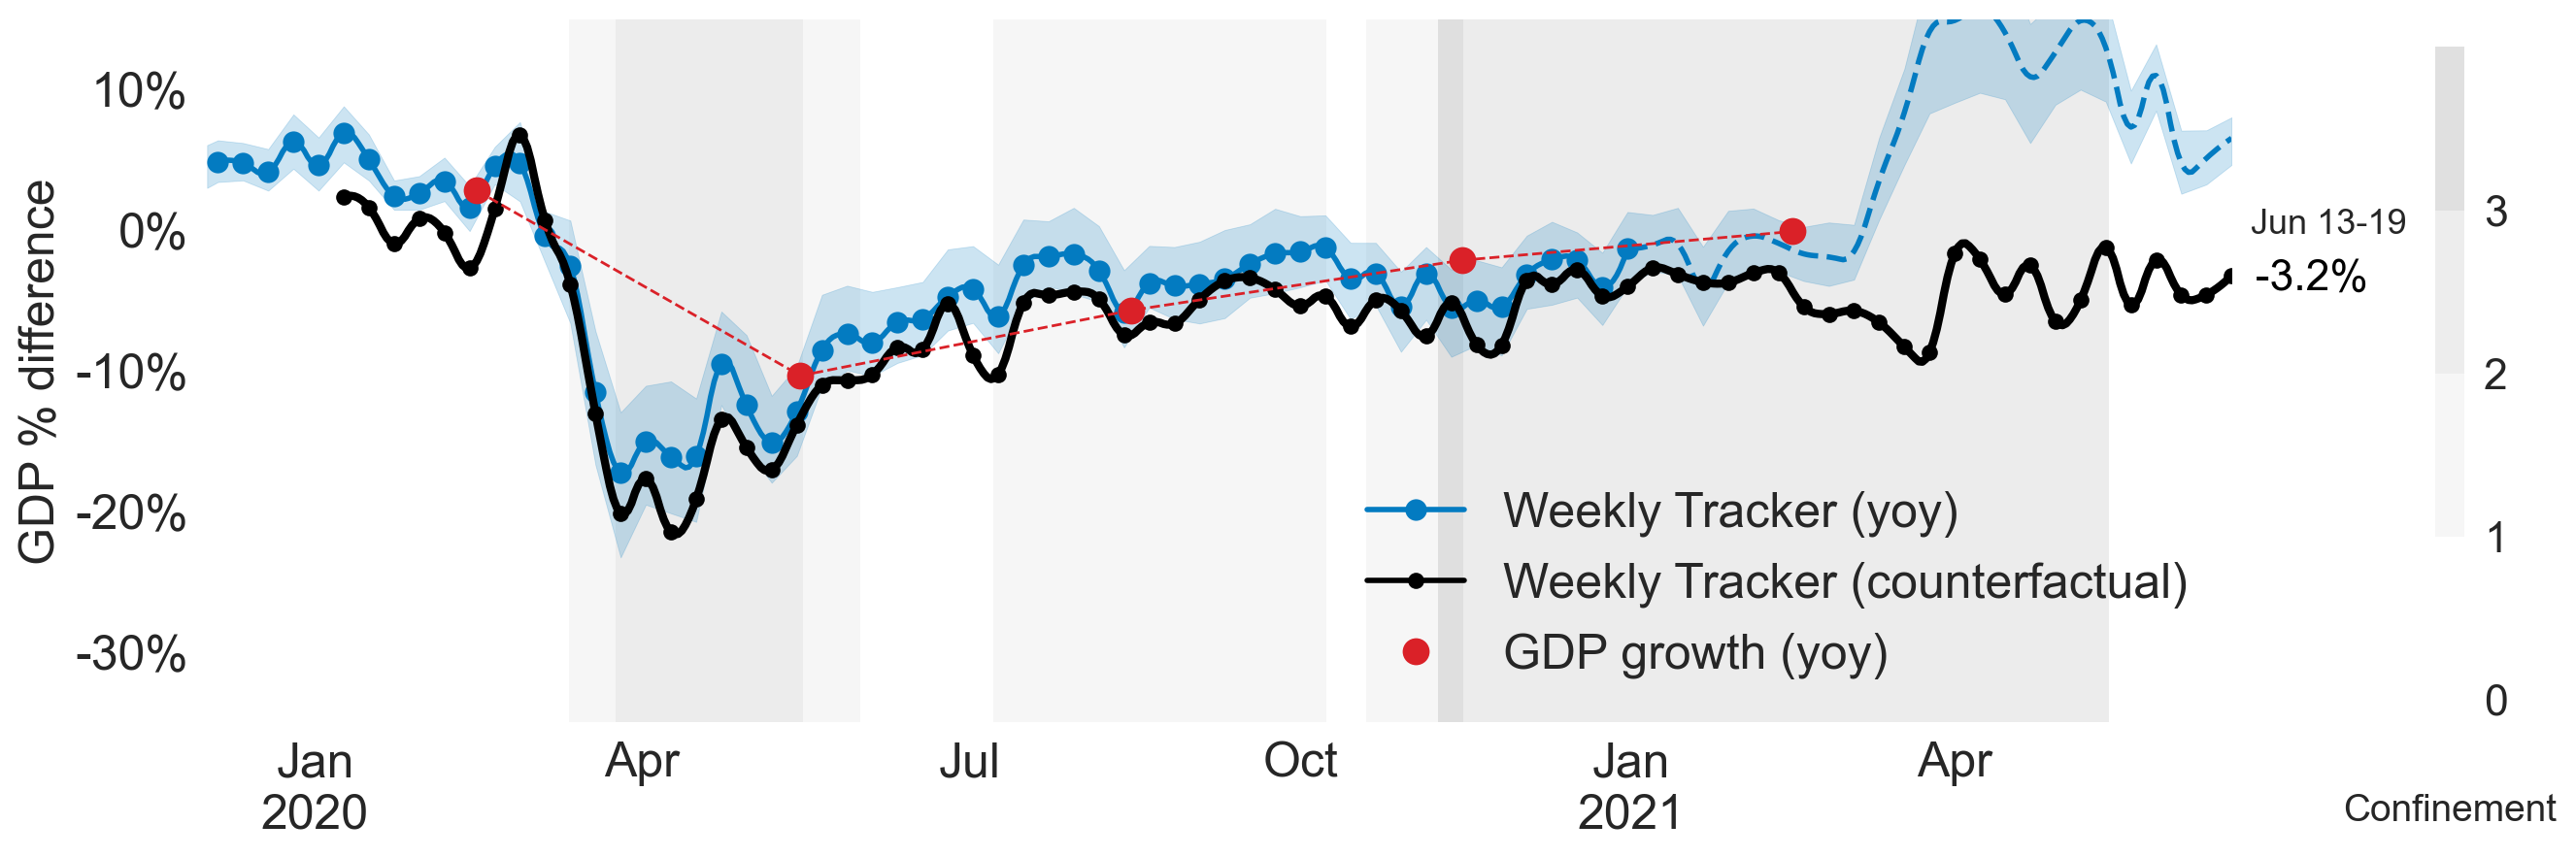 GDP % difference
10%
0%
-10%
-20%
-30%
Jan
2020
Apr
Jul
Oct
Jan
2021
Apr
Weekly Tracker (yoy)
Weekly Tracker (counterfactual)
GDP growth (yoy)
Jun 13-19
-3.2%
3
2
1
0
Confinement